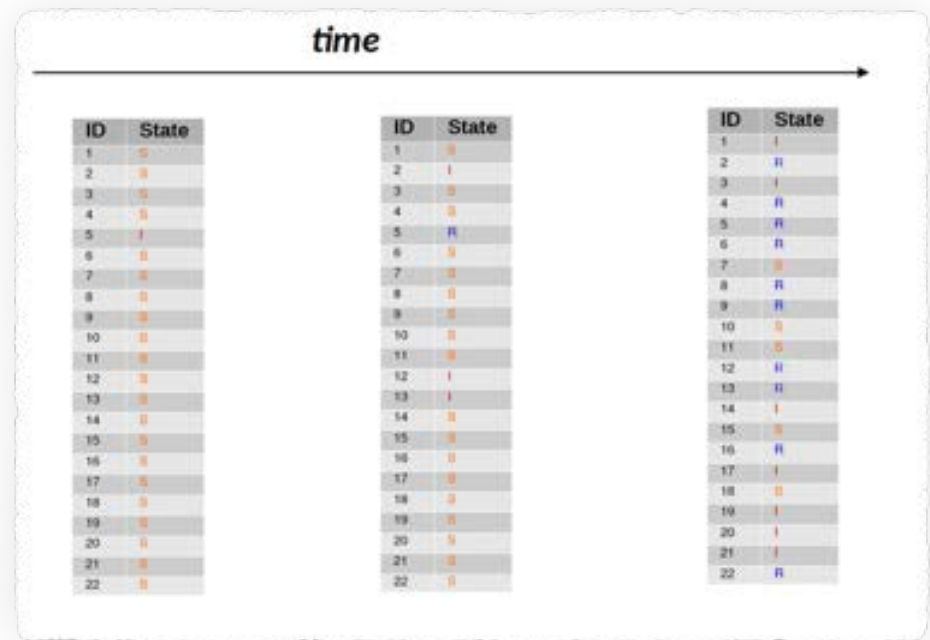 time
ID State
1 S
2 S
3 S
4 S
5 I
6 S
7 S
8 S
9 S
10 S
11 S
12 S
13 S
14 S
15 S
16 S
17 S
18 S
19 S
20 S
21 S
22 S
ID State
1 S
2 I
3 S
4 S
5 R
6 S
7 S
8 S
9 S
10 S
11 S
12 I
13 I
14 S
15 S
16 S
17 S
18 S
19 S
20 S
21 S
22 S
ID State
1 I
2 R
3 I
4 R
5 R
6 R
7 S
8 R
9 R
10 S
11 S
12 R
13 R
14 I
15 S
16 R
17 I
18 S
19 I
20 I
21 I
22 R